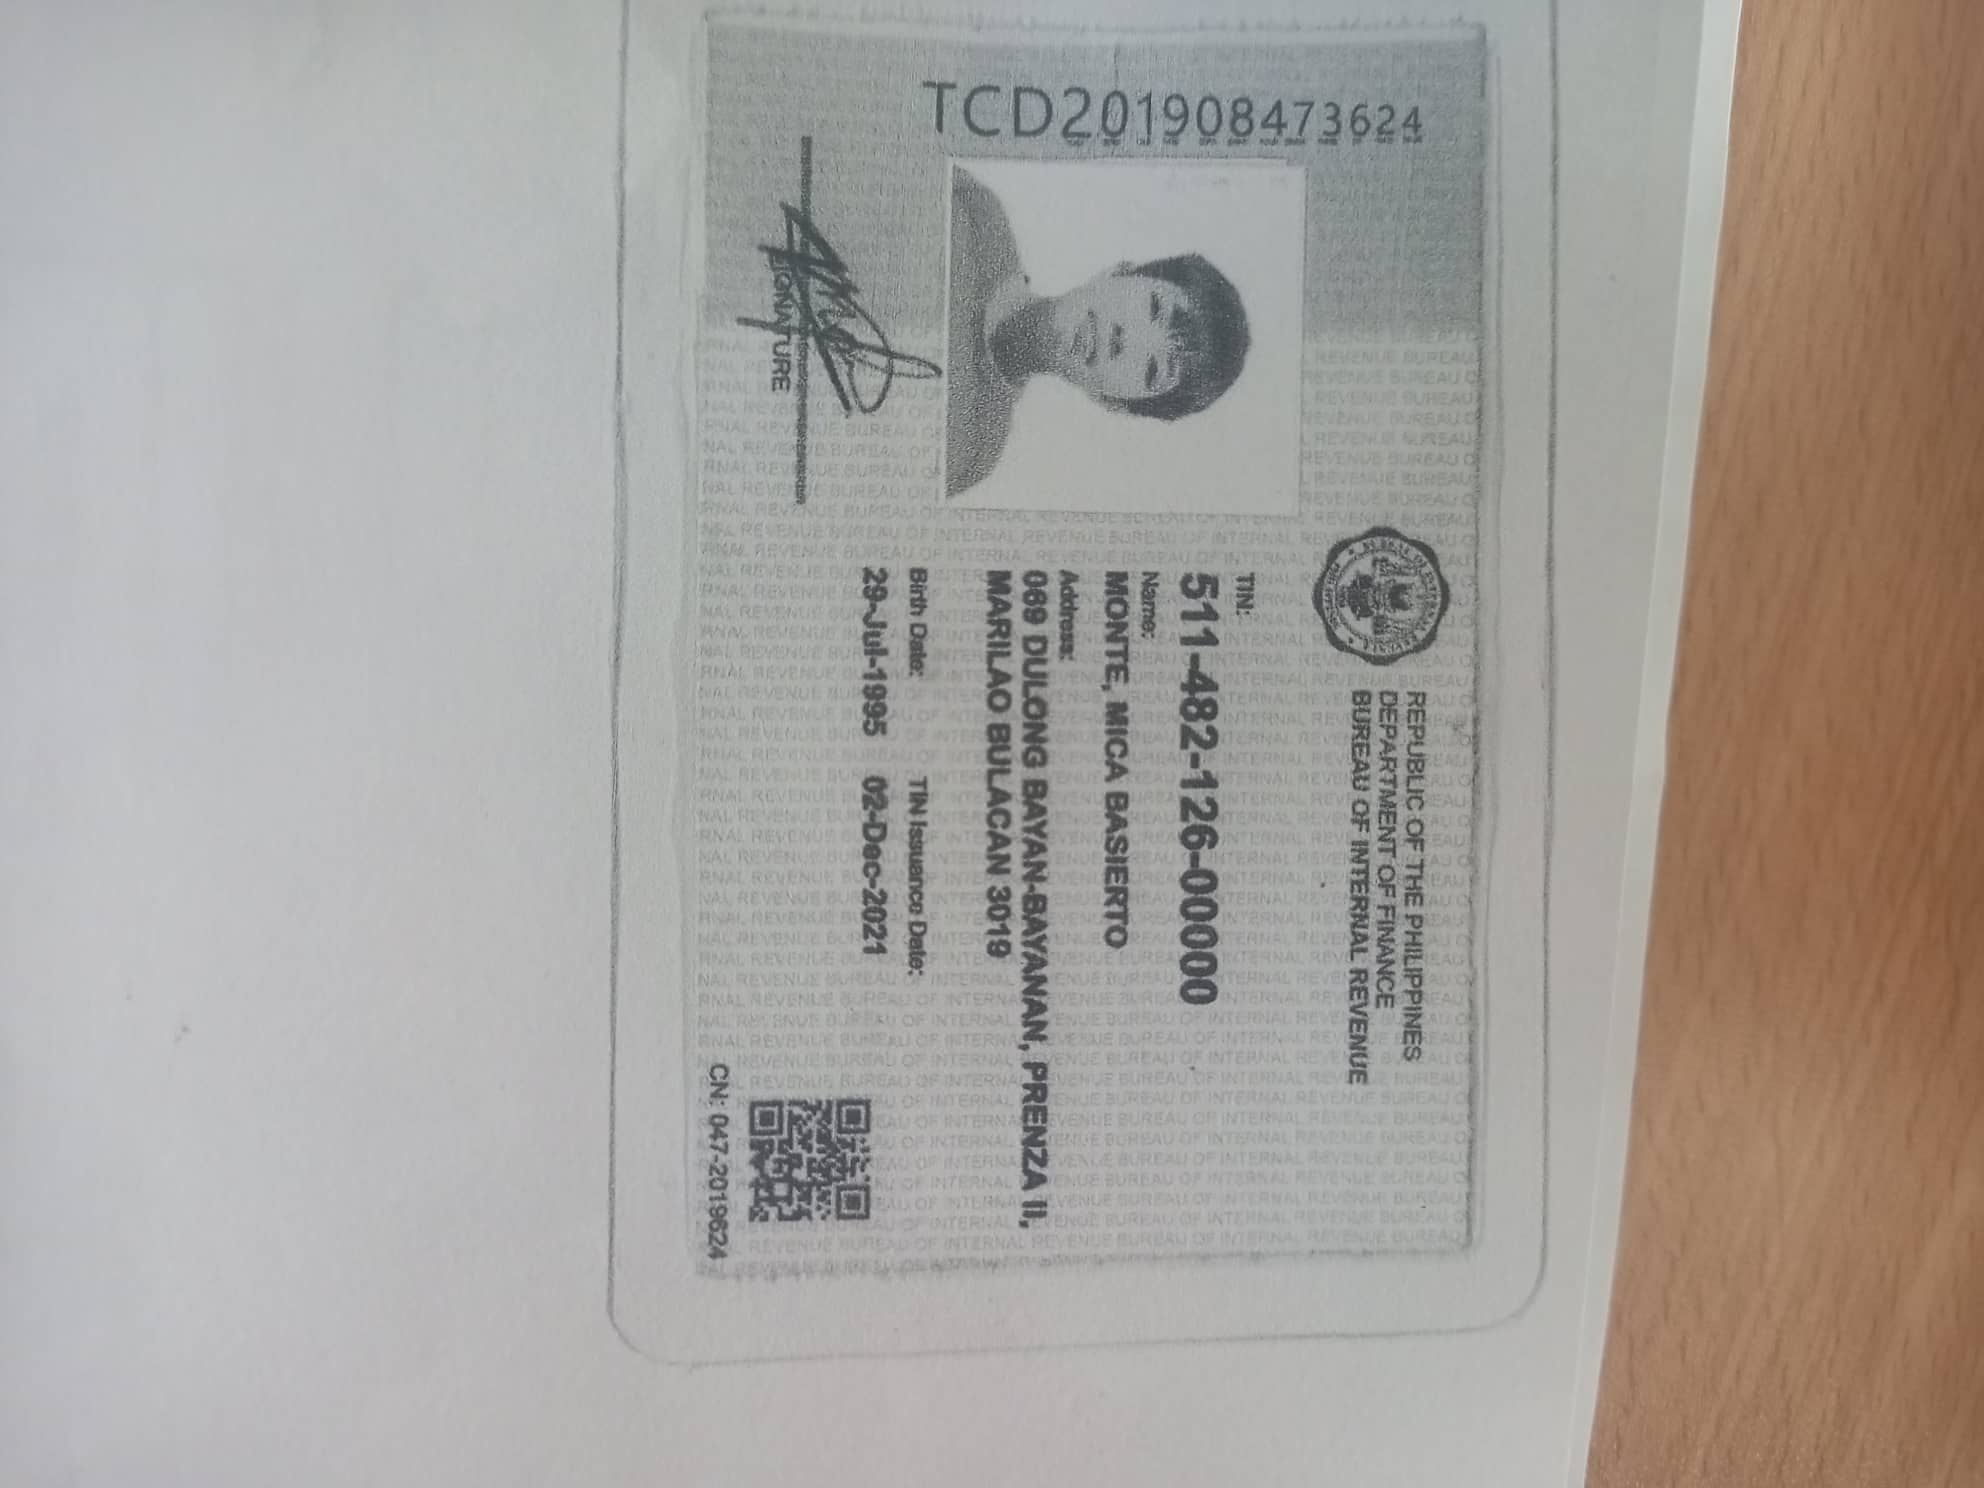 REPUBLIC OF THE PHILIPPINES
DEPARTMENT OF FINANCE
BUREAU OF INTERNAL REVENUE
TCD201908473624
TIN:
511-482-126-00000
Name:
MONTE, MICA BASIERTO
Address:
069 DULONG BAYAN-BAYANAN, PRENZA II,
MARILAO BULACAN 3019
Birth Date: TIN Issuance Date:
29-Jul-1995 02-Dec-2021
SIGNATURE
CN: 047-2019624